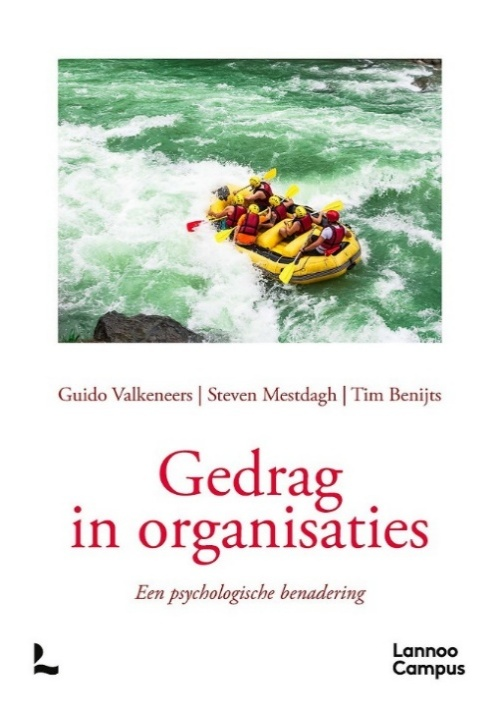 Guido Valkeneers | Steven Mestdagh | Tim Benijts
Gedrag
in organisaties
Een psychologische benadering
Lannoo
Campus